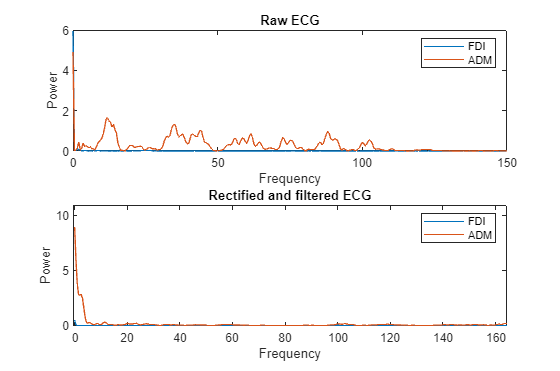 Raw ECG
6
4
2
0
Power
FDI
ADM
0 50 100 150
Frequency
Rectified and filtered ECG
10
5
0
Power
FDI
ADM
0 20 40 60 80 100 120 140 160
Frequency